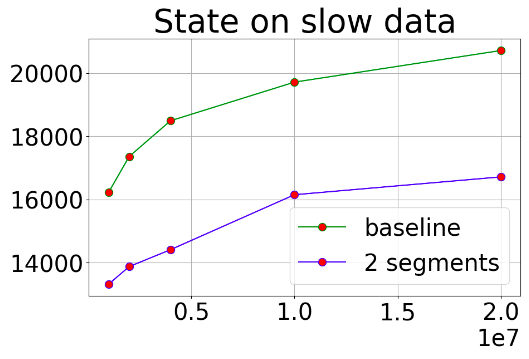 State on slow data
20000
18000
16000
14000
baseline
2 segments
0.5 1.0 1.5 2.0
1e7